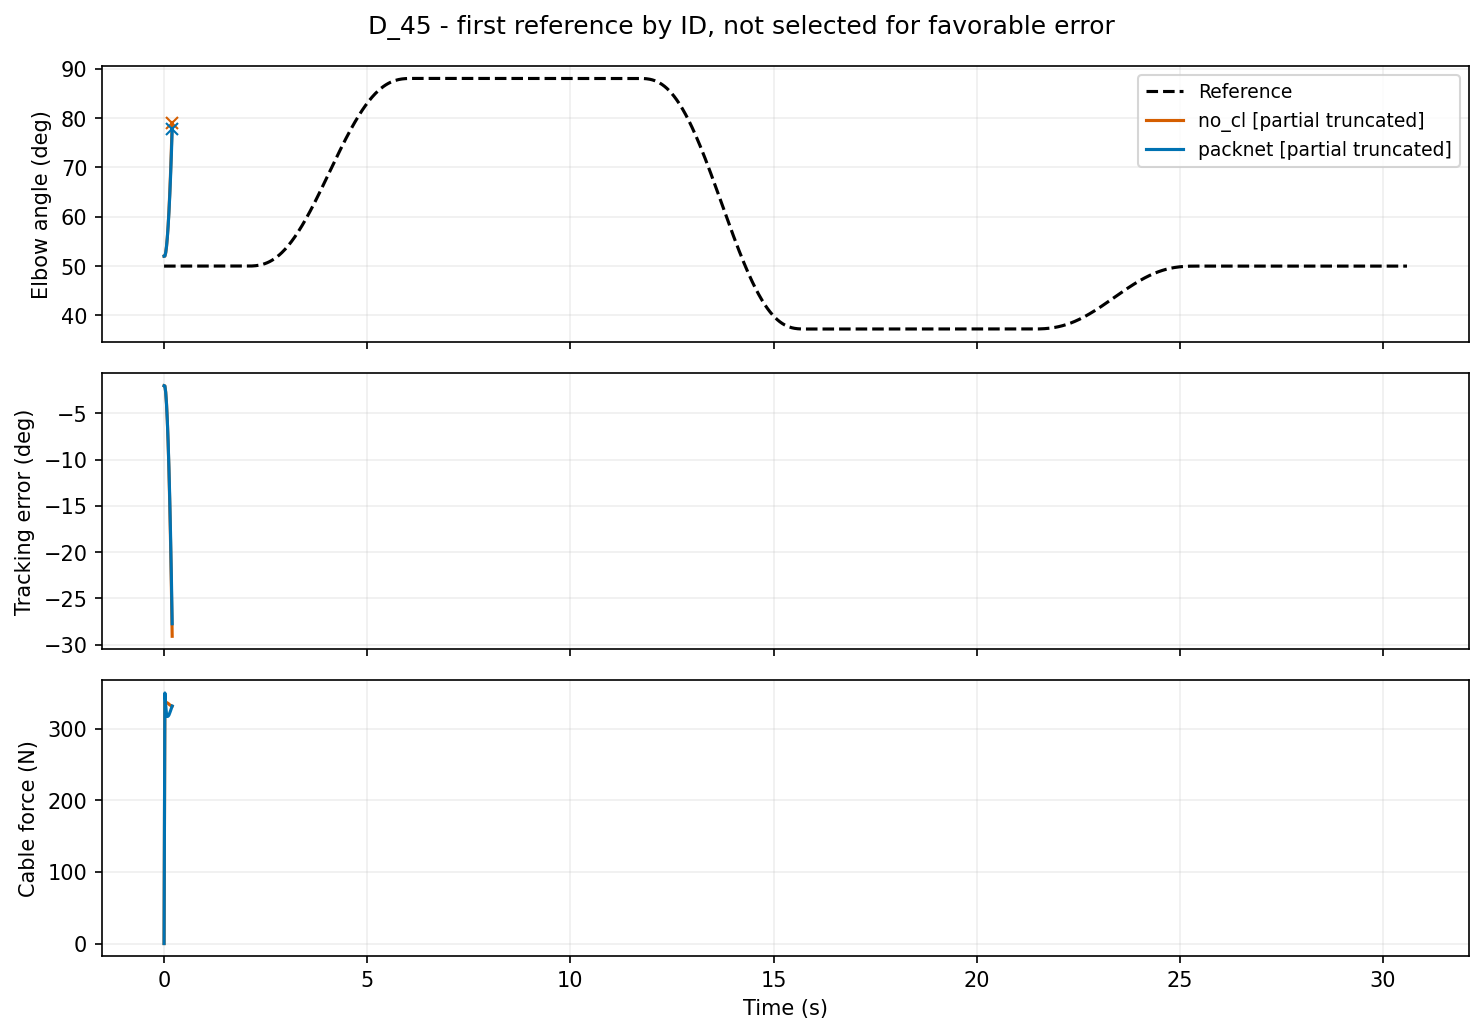 D_45 - first reference by ID, not selected for favorable error
90
80
70
60
50
40
Elbow angle (deg)
Reference
no_cl [partial truncated]
packnet [partial truncated]
−5
−10
−15
−20
−25
−30
Tracking error (deg)
300
200
100
0
Cable force (N)
0 5 10 15 20 25 30
Time (s)